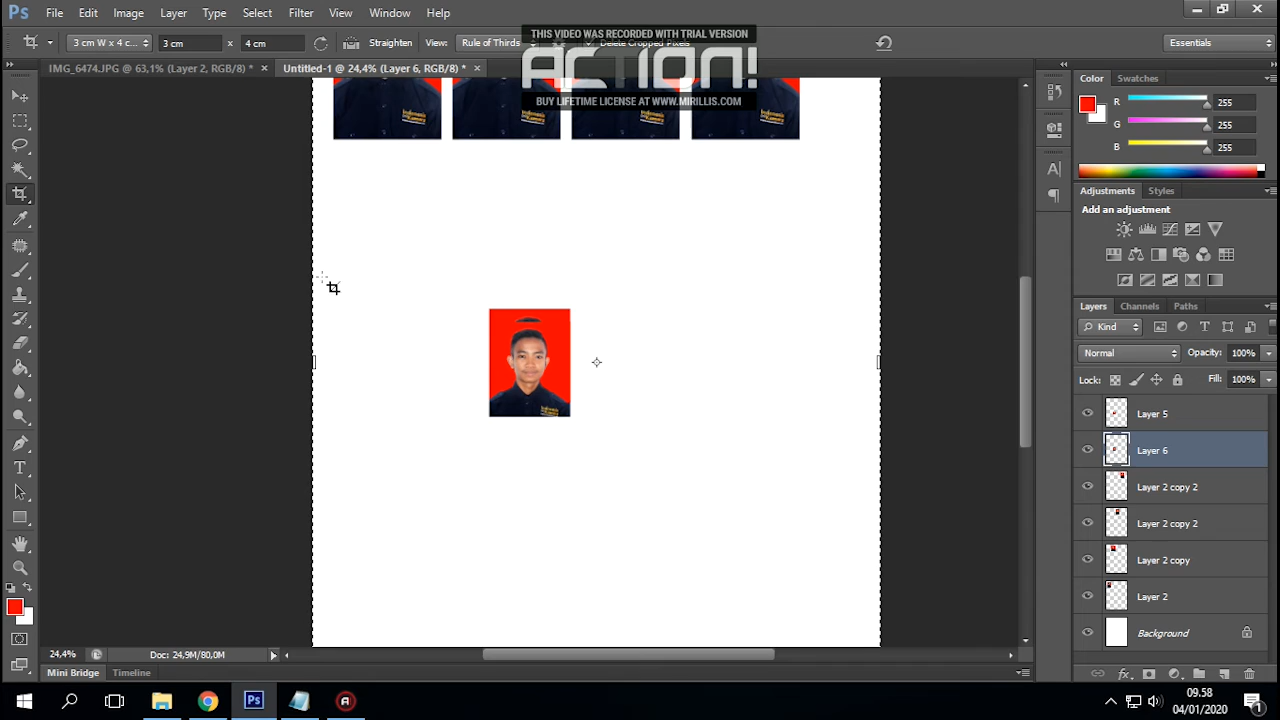 Ps File Edit Image Layer Type Select Filter 3D View Window Help
THIS VIDEO WAS RECORDED WITH TRIAL VERSION
ACTION!
BUY LIFETIME LICENSE AT WWW.MIRILLIS.COM
3 cm W x 4 c... 3 cm x 4 cm Straighten View: Rule of Thirds Delete Cropped Pixels Essentials
IMG_6474.JPG @ 63,1% (Layer 2, RGB/8) * × Untitled-1 @ 24,4% (Layer 6, RGB/8) * ×
Color Swatches
R 255
G 255
B 255
Adjustments Styles
Add an adjustment
Layers Channels Paths
Kind
Normal Opacity: 100%
Lock: Fill: 100%
Layer 5
Layer 6
Layer 2 copy 2
Layer 2 copy 2
Layer 2 copy
Layer 2
Background
24,4% Doc: 24,9M/80,0M
Mini Bridge Timeline
09.58
04/01/2020